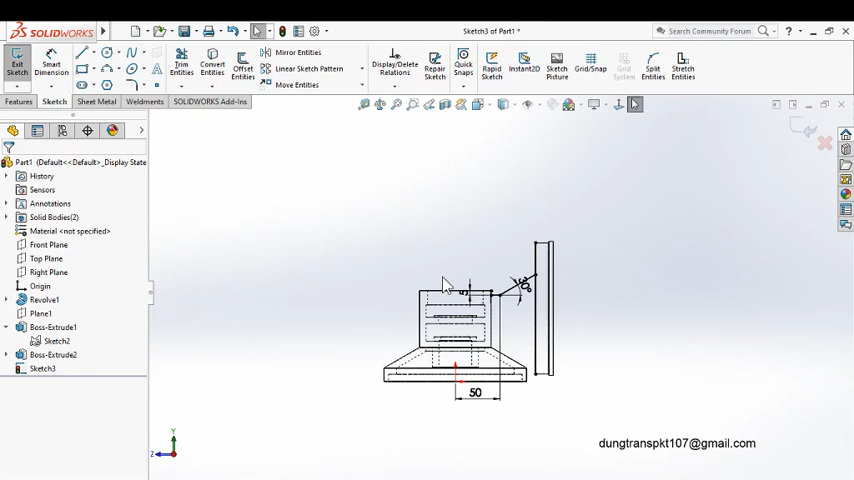 SOLIDWORKS
Sketch3 of Part1 *
Search Community Forum
Exit Sketch
Smart Dimension
Trim Entities
Convert Entities
Offset Entities
Mirror Entities
Linear Sketch Pattern
Move Entities
Display/Delete Relations
Repair Sketch
Quick Snaps
Rapid Sketch
Instant2D
Sketch Picture
Grid/Snap
Grid System
Split Entities
Stretch Entities
Features
Sketch
Sheet Metal
Weldments
SOLIDWORKS Add-Ins
Part1 (Default<<Default>_Display State
History
Sensors
Annotations
Solid Bodies(2)
Material <not specified>
Front Plane
Top Plane
Right Plane
Origin
Revolve1
Plane1
Boss-Extrude1
Sketch2
Boss-Extrude2
Sketch3
5
30°
50
Y
Z
dungtranspkt107@gmail.com